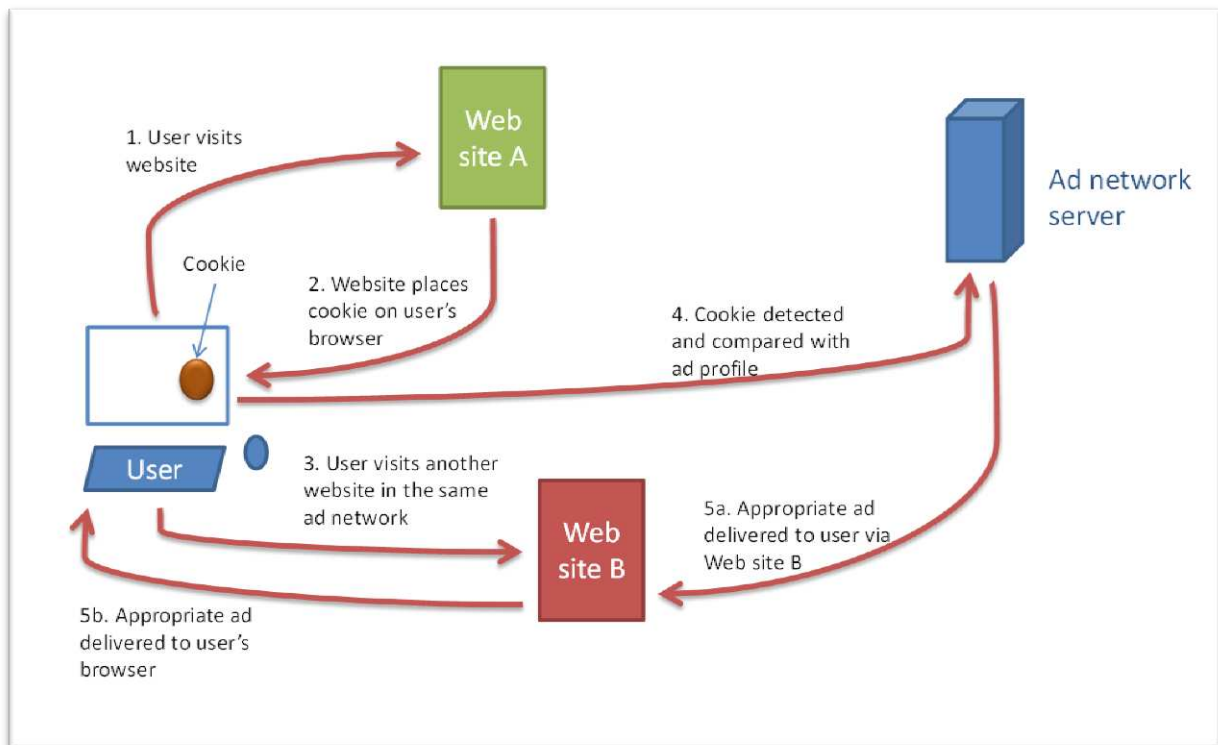 1. User visits
website
Web
site A
Ad network
server
Cookie
2. Website places
cookie on user's
browser
4. Cookie detected
and compared with
ad profile
User
3. User visits another
website in the same
ad network
Web
site B
5a. Appropriate ad
delivered to user via
Web site B
5b. Appropriate ad
delivered to user's
browser